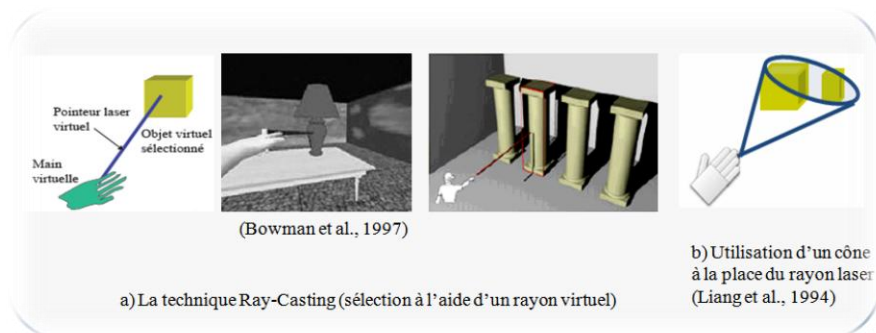 Pointeur laser
virtuel
Objet virtuel
sélectionné
Main
virtuelle
(Bowman et al., 1997)
a) La technique Ray-Casting (sélection à l'aide d'un rayon virtuel)
b) Utilisation d'un cône
à la place du rayon laser
(Liang et al., 1994)